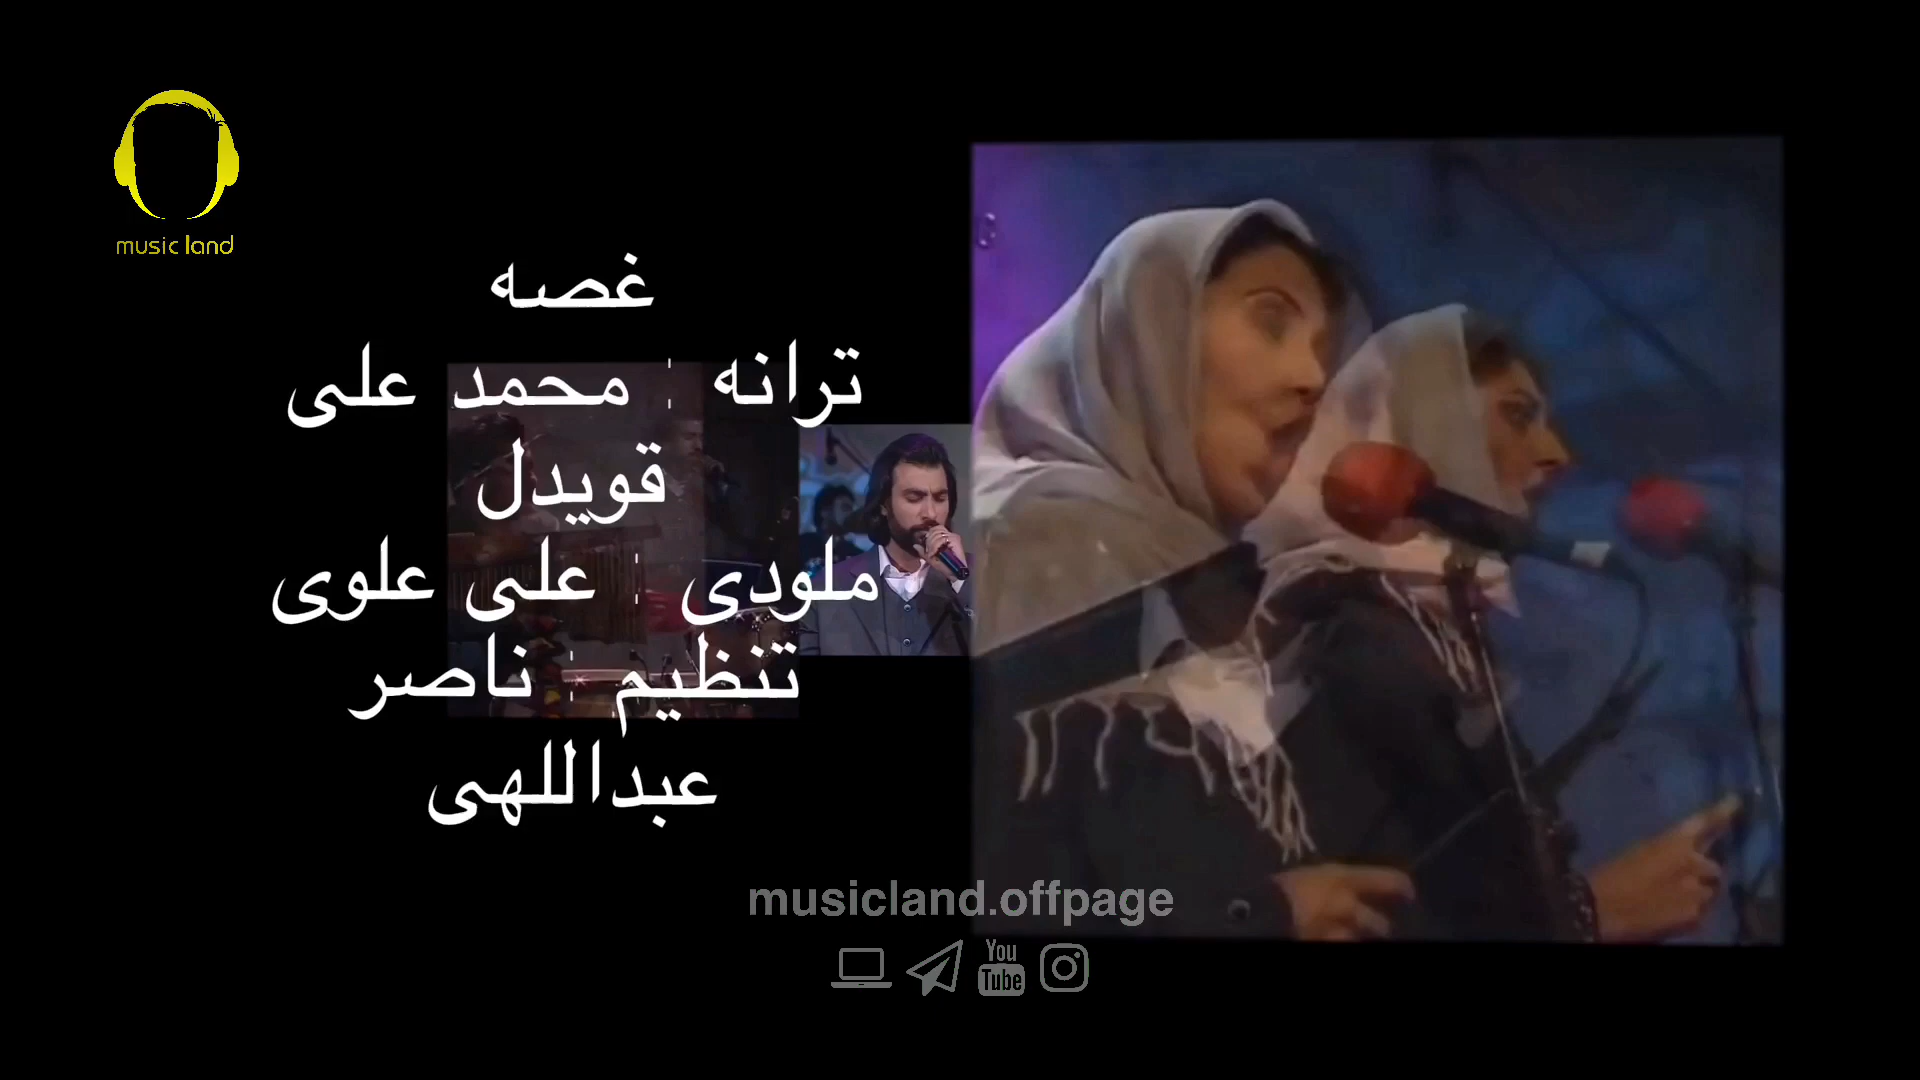 music land
غصه
ترانه : محمد علی
قویدل
ملودی : علی علوی
تنظیم : ناصر
عبداللهی
musicland.offpage
You
Tube